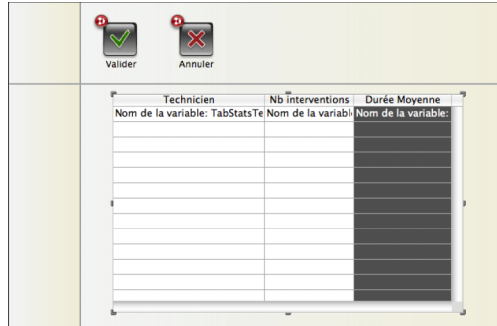 Valider Annuler
Technicien Nb interventions Durée Moyenne
Nom de la variable: TabStatsTe Nom de la variabl Nom de la variable: